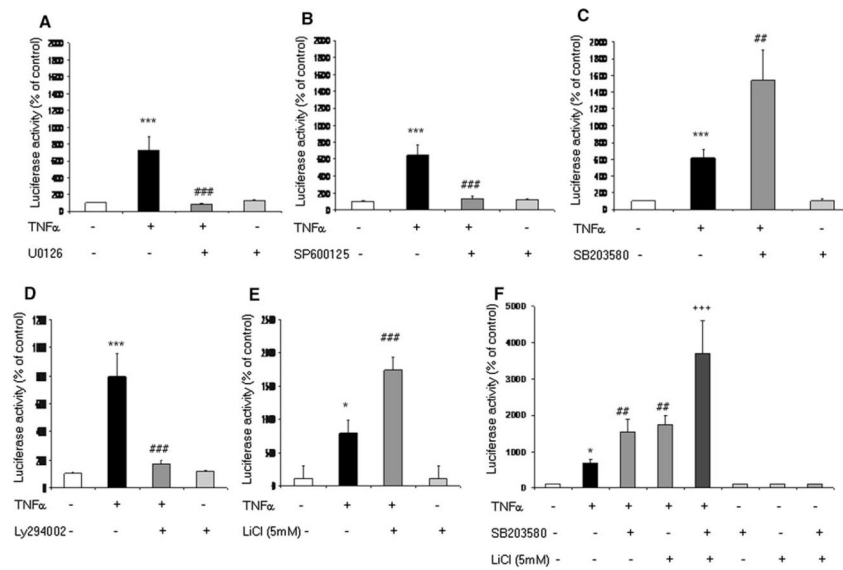 A
Luciferase activity (% of control)
***
###
TNFα - + + -
U0126 - - + +
B
Luciferase activity (% of control)
***
###
TNFα - + + -
SP600125 - - + +
C
Luciferase activity (% of control)
***
##
TNFα - + + -
SB203580 - - + +
D
Luciferase activity (% of control)
***
###
TNFα - + + -
Ly294002 - - + +
E
Luciferase activity (% of control)
*
###
TNFα - + + -
LiCl (5mM) - - + +
F
Luciferase activity (% of control)
5000
4000
3000
2000
1000
0
*
##
##
+++
TNFα - + + + + - - -
SB203580 - - + - + + - +
LiCl (5mM) - - - + + - + +